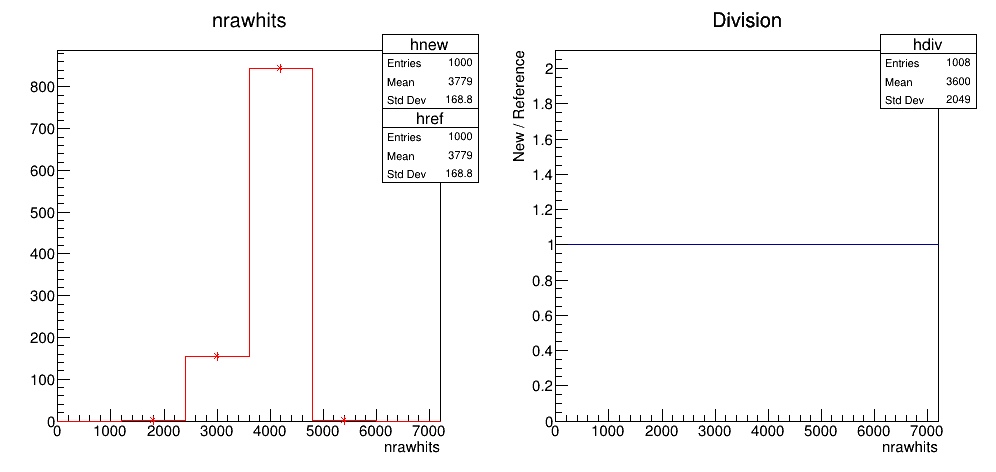 nrawhits
hnew
Entries 1000
Mean 3779
Std Dev 168.8
href
Entries 1000
Mean 3779
Std Dev 168.8
800
700
600
500
400
300
200
100
0
0 1000 2000 3000 4000 5000 6000 7000
nrawhits
Division
hdiv
Entries 1008
Mean 3600
Std Dev 2049
New / Reference
2
1.8
1.6
1.4
1.2
1
0.8
0.6
0.4
0.2
0
0 1000 2000 3000 4000 5000 6000 7000
nrawhits